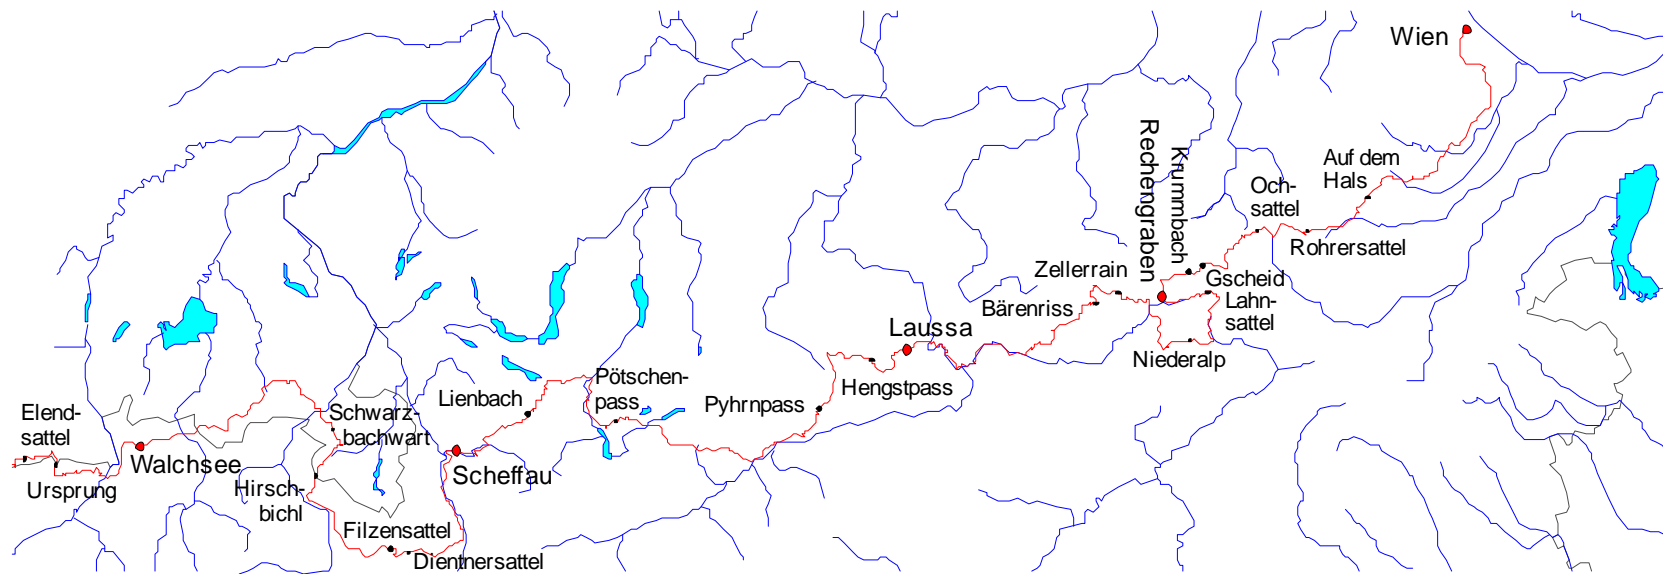 Wien
Auf dem
Hals
Och-
sattel
Rohrersattel
Krummbach
Rechengraben
Gscheid
Lahn-
sattel
Niederalp
Zellerrain
Bärenriss
Laussa
Hengstpass
Pyhrnpass
Pötschen-
pass
Lienbach
Scheffau
Schwarz-
bachwart
Hirsch-
bichl
Filzensattel
Dientnersattel
Walchsee
Elend-
sattel
Ursprung